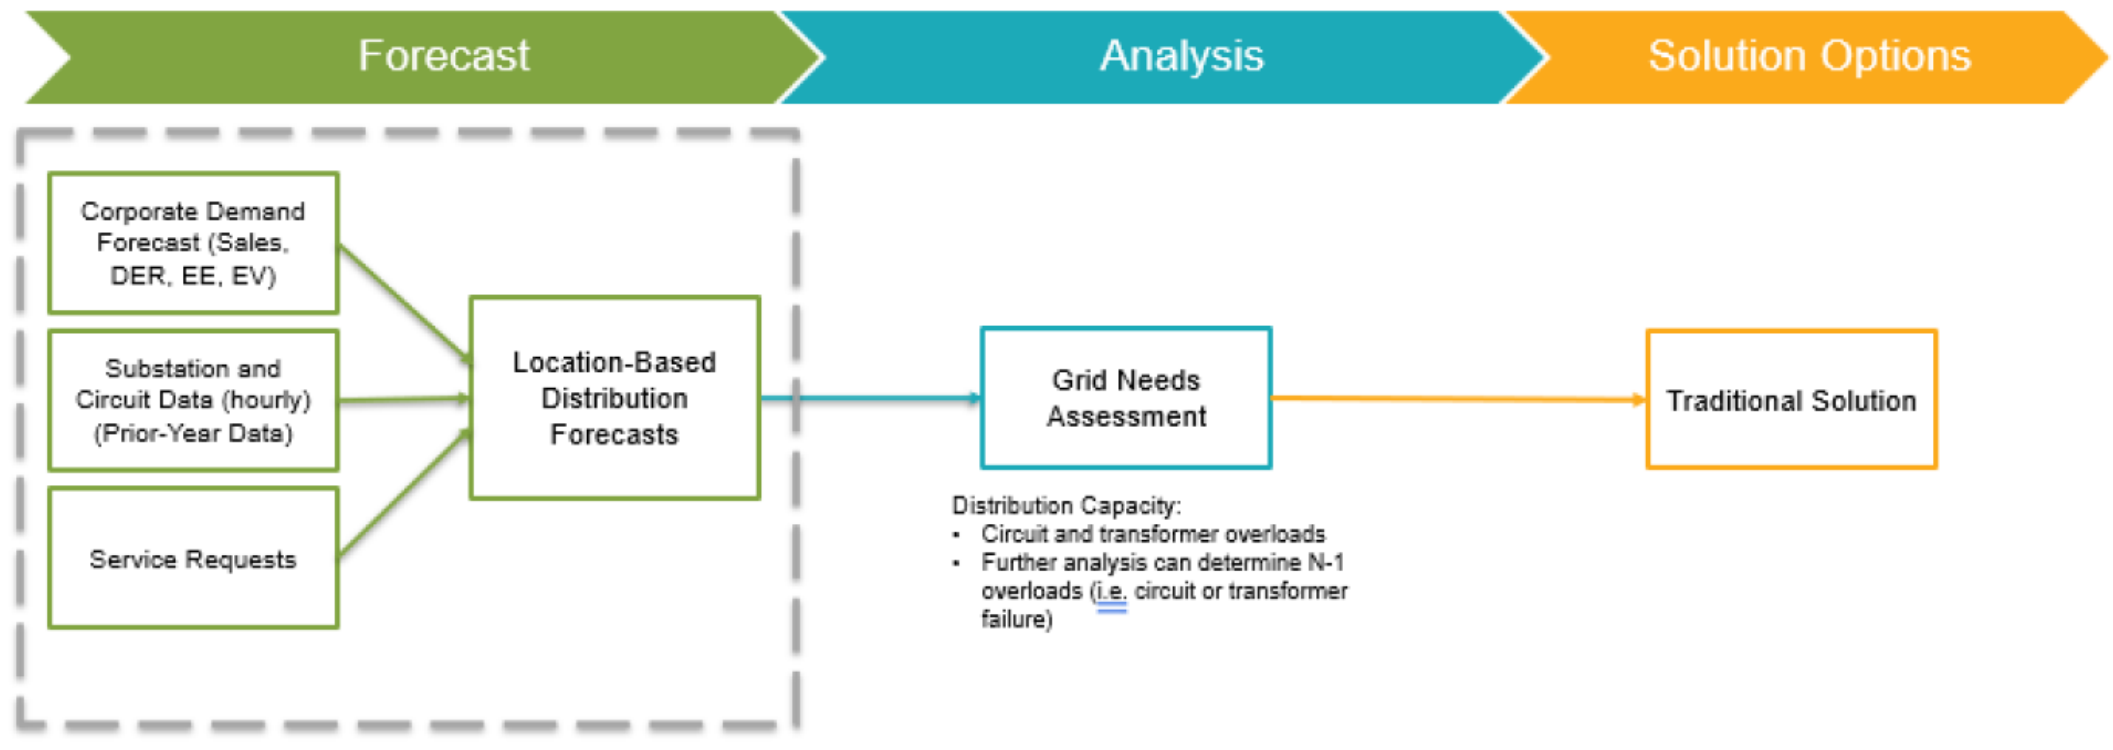 Forecast
Analysis
Solution Options
Corporate Demand
Forecast (Sales,
DER, EE, EV)
Substation and
Circuit Data (hourly)
(Prior-Year Data)
Service Requests
Location-Based
Distribution
Forecasts
Grid Needs
Assessment
Distribution Capacity:
• Circuit and transformer overloads
• Further analysis can determine N-1
overloads (i.e. circuit or transformer
failure)
Traditional Solution